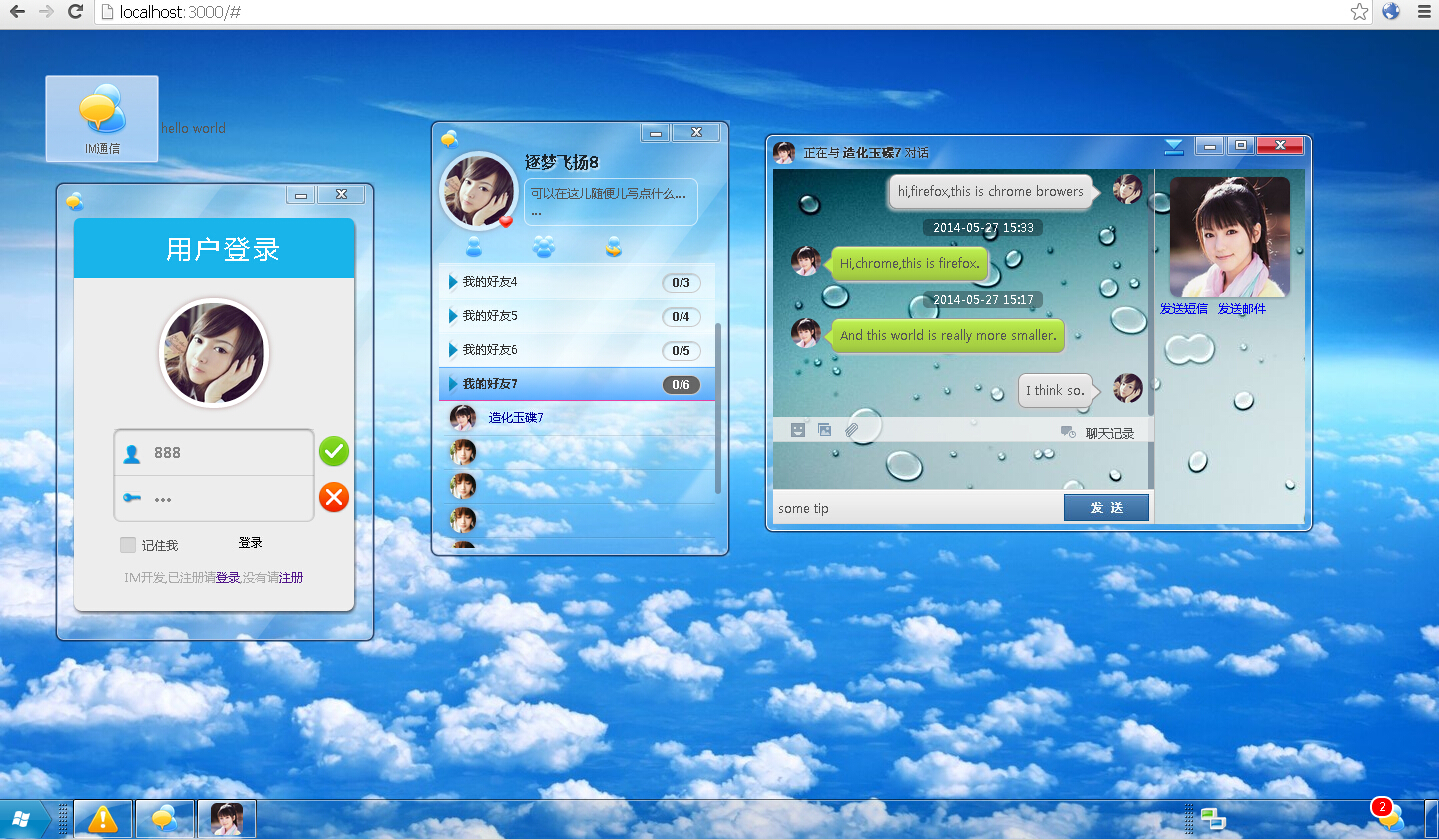 localhost:3000/#
IM通信
hello world
用户登录
888
•••
记住我
登录
IM开发,已注册请登录,没有请注册
逐梦飞扬8
可以在这儿随便儿写点什么...
...
我的好友4
0/3
我的好友5
0/4
我的好友6
0/5
我的好友7
0/6
造化玉碟7
正在与 造化玉碟7 对话
hi,firefox,this is chrome browers
2014-05-27 15:33
Hi,chrome,this is firefox.
2014-05-27 15:17
And this world is really more smaller.
I think so.
聊天记录
some tip
发 送
发送短信 发送邮件
2